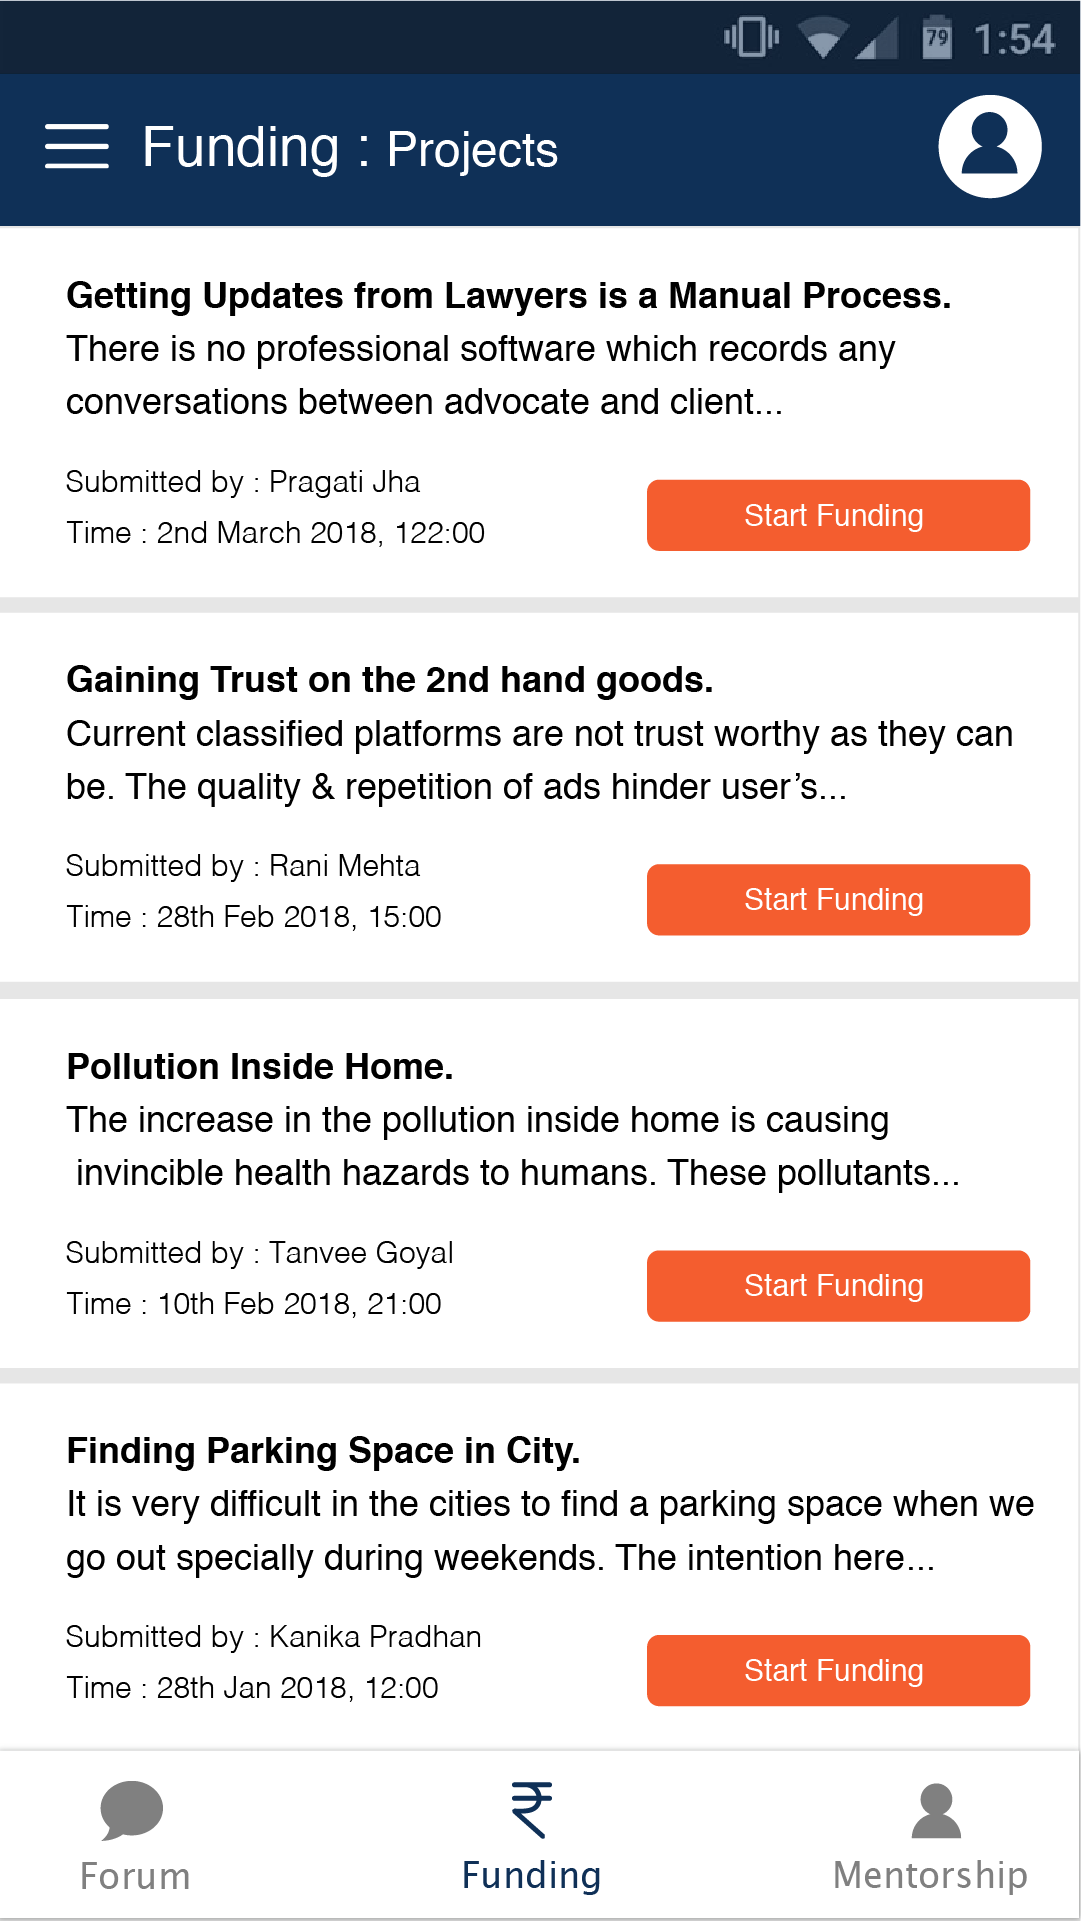 79 1:54
Funding : Projects
Getting Updates from Lawyers is a Manual Process.
There is no professional software which records any
conversations between advocate and client...
Submitted by : Pragati Jha
Time : 2nd March 2018, 122:00
Start Funding
Gaining Trust on the 2nd hand goods.
Current classified platforms are not trust worthy as they can
be. The quality & repetition of ads hinder user’s...
Submitted by : Rani Mehta
Time : 28th Feb 2018, 15:00
Start Funding
Pollution Inside Home.
The increase in the pollution inside home is causing
invincible health hazards to humans. These pollutants...
Submitted by : Tanvee Goyal
Time : 10th Feb 2018, 21:00
Start Funding
Finding Parking Space in City.
It is very difficult in the cities to find a parking space when we
go out specially during weekends. The intention here...
Submitted by : Kanika Pradhan
Time : 28th Jan 2018, 12:00
Start Funding
₹
Forum Funding Mentorship